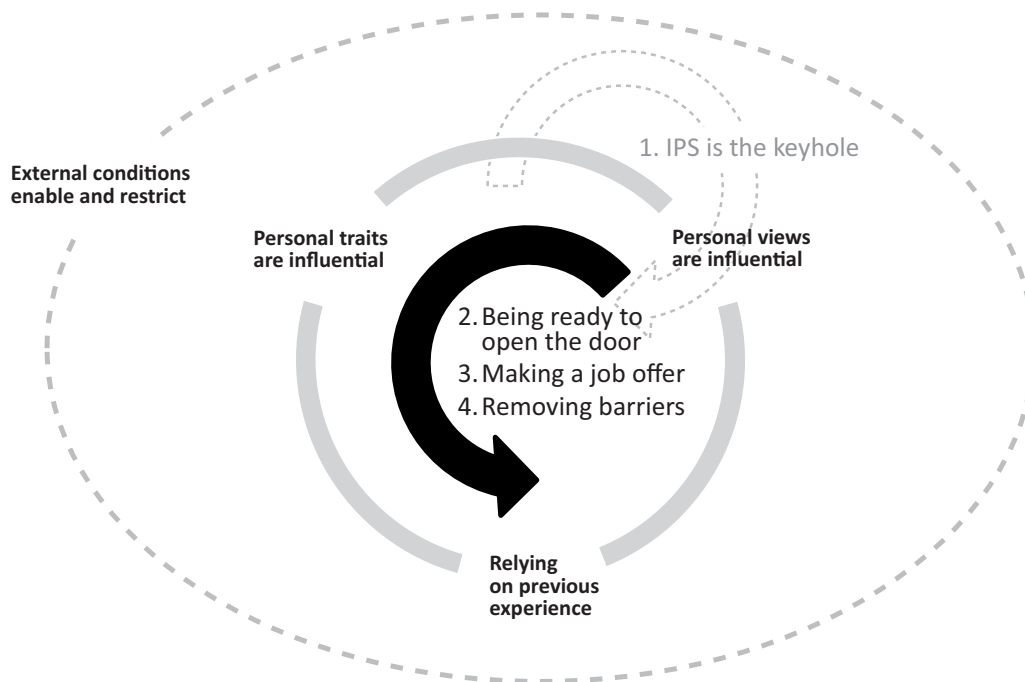 1. IPS is the keyhole
External conditions
enable and restrict
Personal traits
are influential
Personal views
are influential
2. Being ready to
open the door
3. Making a job offer
4. Removing barriers
Relying
on previous
experience